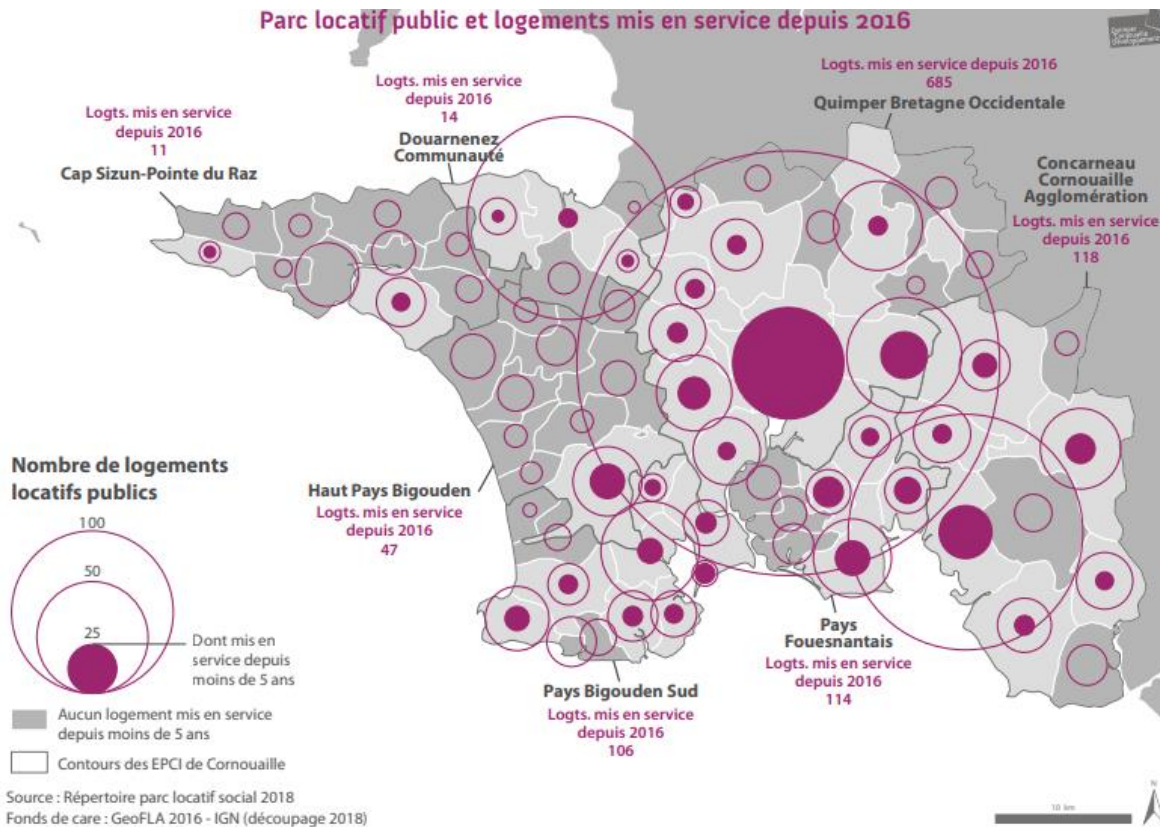 Parc locatif public et logements mis en service depuis 2016
Logts. mis en service depuis 2016
685
Quimper Bretagne Occidentale
Logts. mis en service
depuis 2016
14
Douarnenez
Communauté
Logts. mis en service
depuis 2016
11
Cap Sizun-Pointe du Raz
Concarneau
Cornouaille
Agglomération
Logts. mis en service
depuis 2016
118
Haut Pays Bigouden
Logts. mis en service
depuis 2016
47
Pays
Fouesnantais
Logts. mis en service
depuis 2016
114
Pays Bigouden Sud
Logts. mis en service
depuis 2016
106
Nombre de logements
locatifs publics
100
50
25
Dont mis en
service depuis
moins de 5 ans
Aucun logement mis en service
depuis moins de 5 ans
Contours des EPCI de Cornouaille
Source : Répertoire parc locatif social 2018
Fonds de care : GeoFLA 2016 - IGN (découpage 2018)
10 km
N